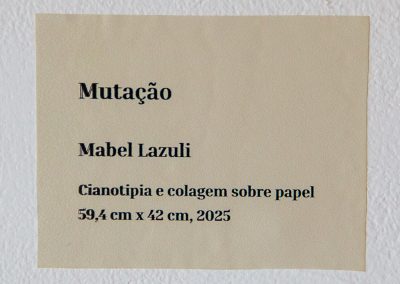 Mutação
Mabel Lazuli
Cianotipia e colagem sobre papel
59,4 cm x 42 cm, 2025